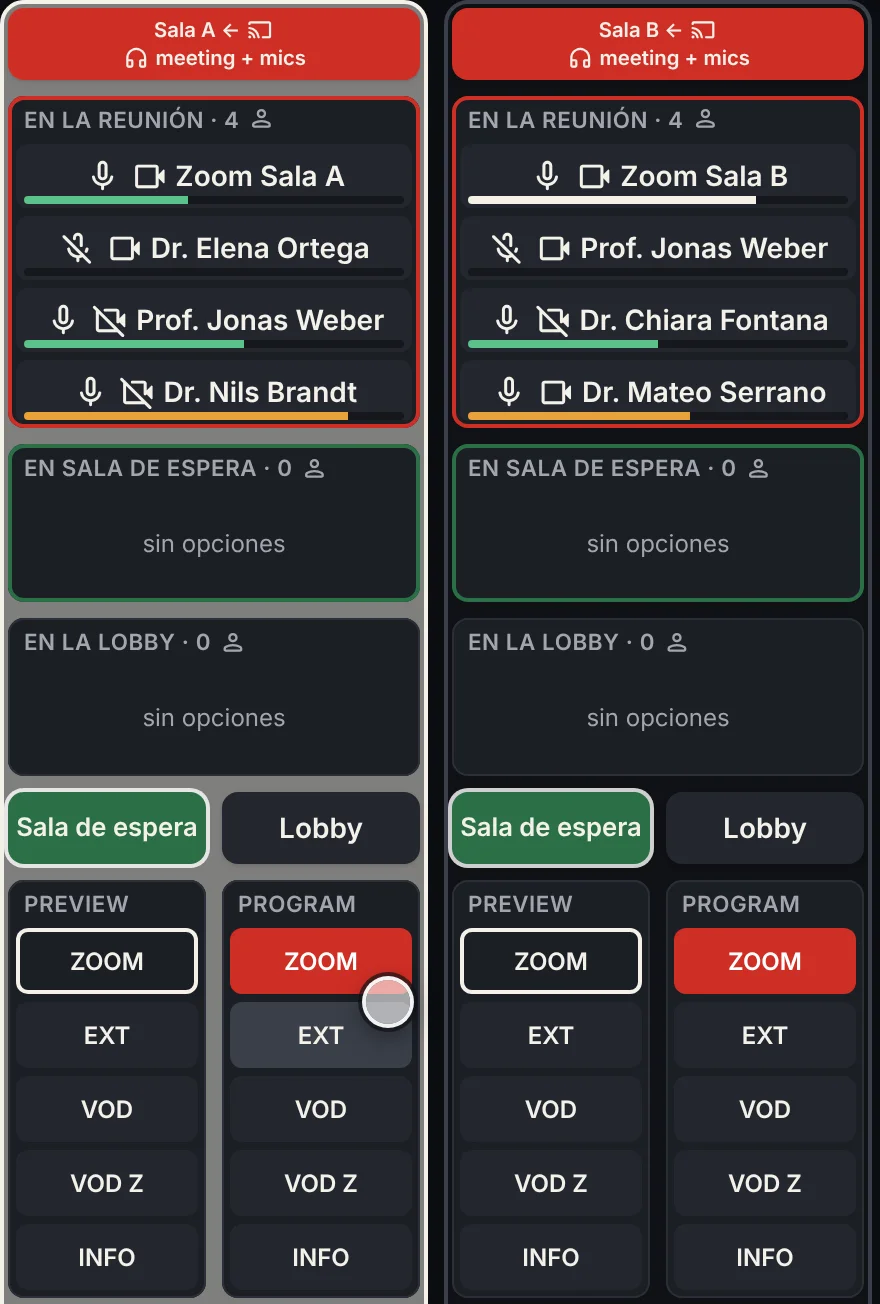 Sala A ←
meeting + mics
EN LA REUNIÓN · 4
Zoom Sala A
Dr. Elena Ortega
Prof. Jonas Weber
Dr. Nils Brandt
EN SALA DE ESPERA · 0
sin opciones
EN LA LOBBY · 0
sin opciones
Sala de espera
Lobby
PREVIEW
ZOOM
EXT
VOD
VOD Z
INFO
PROGRAM
ZOOM
EXT
VOD
VOD Z
INFO
Sala B ←
meeting + mics
EN LA REUNIÓN · 4
Zoom Sala B
Prof. Jonas Weber
Dr. Chiara Fontana
Dr. Mateo Serrano
EN SALA DE ESPERA · 0
sin opciones
EN LA LOBBY · 0
sin opciones
Sala de espera
Lobby
PREVIEW
ZOOM
EXT
VOD
VOD Z
INFO
PROGRAM
ZOOM
EXT
VOD
VOD Z
INFO